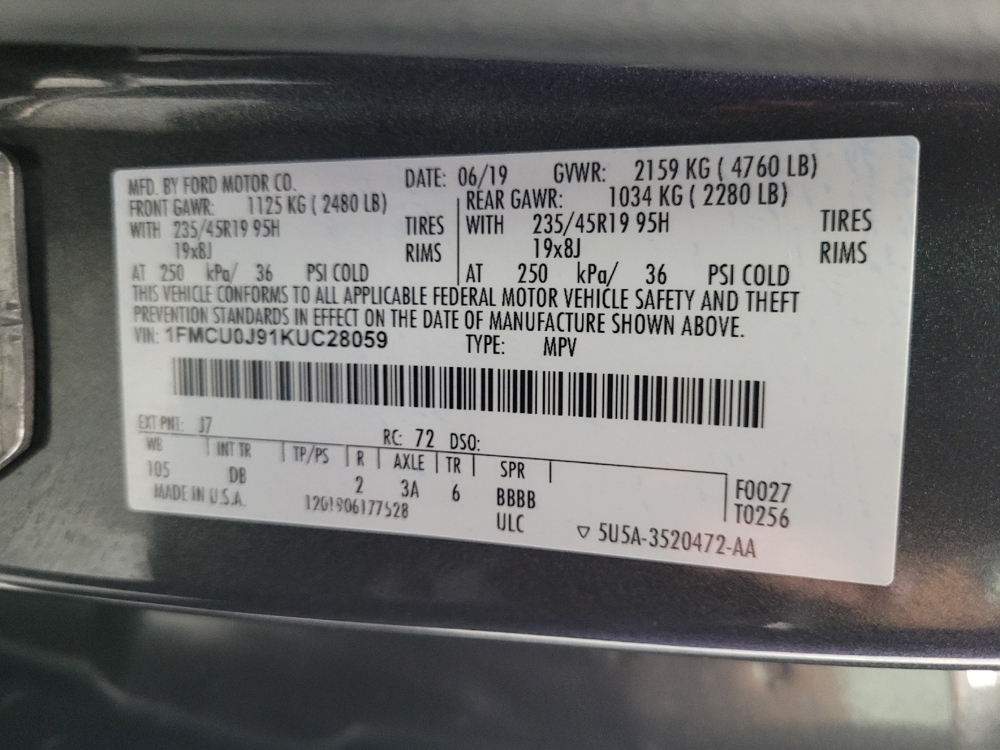 MFD. BY FORD MOTOR CO. DATE: 06/19 GVWR: 2159 KG ( 4760 LB)
FRONT GAWR: 1125 KG ( 2480 LB) REAR GAWR: 1034 KG ( 2280 LB)
WITH 235/45R19 95H TIRES WITH 235/45R19 95H TIRES
19x8J RIMS 19x8J RIMS
AT 250 kPa/ 36 PSI COLD AT 250 kPa/ 36 PSI COLD
THIS VEHICLE CONFORMS TO ALL APPLICABLE FEDERAL MOTOR VEHICLE SAFETY AND THEFT
PREVENTION STANDARDS IN EFFECT ON THE DATE OF MANUFACTURE SHOWN ABOVE.
VIN: 1FMCU0J91KUC28059 TYPE: MPV
EXT PNT: J7 RC: 72 DSO:
WB INT TR TP/PS R AXLE TR SPR
105 DB 2 3A 6 BBBB F0027
MADE IN U.S.A. 1201906177528 ULC T0256
5U5A-3520472-AA